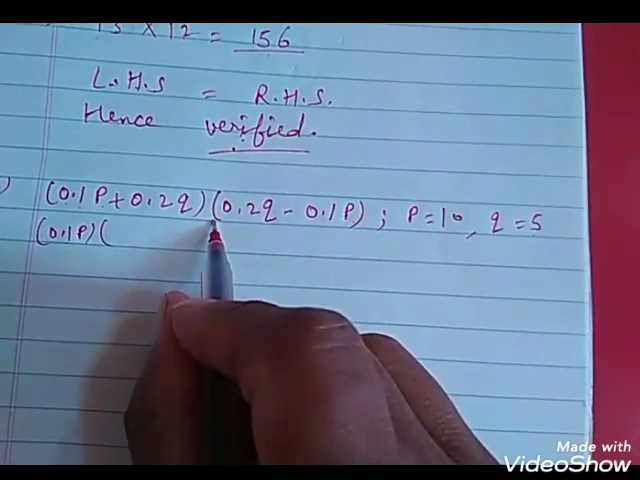 13 × 12 = 156
L.H.S = R.H.S.
Hence verified.
) (0.1P+0.2q)(0.2q - 0.1P) ; P=10, q=5
(0.1P)(
Made with
VideoShow